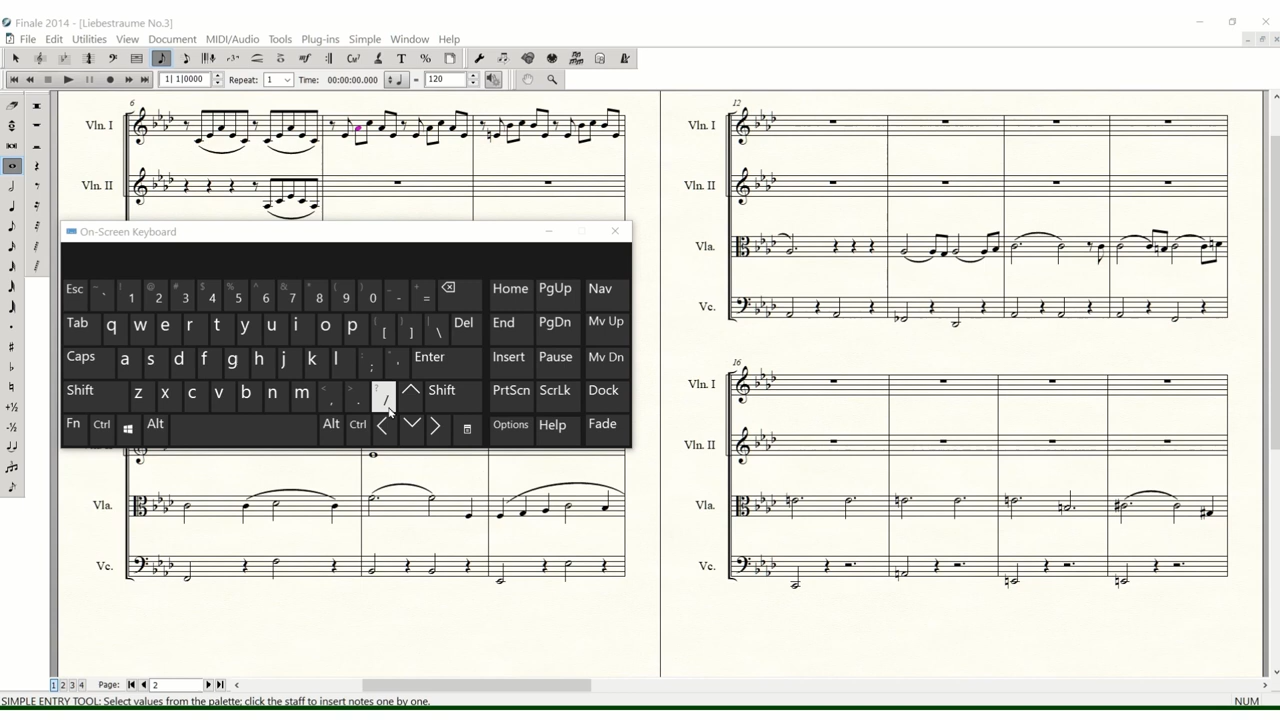 Finale 2014 - [Liebestraume No.3]
File Edit Utilities View Document MIDI/Audio Tools Plug-ins Simple Window Help
1| 1|0000 Repeat: 1 Time: 00:00:00.000 = 120
6
Vln. I
Vln. II
On-Screen Keyboard
Esc ~ ` ! 1 @ 2 # 3 $ 4 % 5 ^ 6 & 7 * 8 ( 9 ) 0 _ - + = Home PgUp Nav
Tab q w e r t y u i o p { [ } ] | \ Del End PgDn Mv Up
Caps a s d f g h j k l : ; " ' Enter Insert Pause Mv Dn
Shift z x c v b n m < , > . ? / Shift PrtScn ScrLk Dock
Fn Ctrl Alt Alt Ctrl Options Help Fade
Vla.
Vc.
12
Vln. I
Vln. II
Vla.
Vc.
16
Vln. I
Vln. II
Vla.
Vc.
1 2 3 4 Page: 2
SIMPLE ENTRY TOOL: Select values from the palette; click the staff to insert notes one by one. NUM